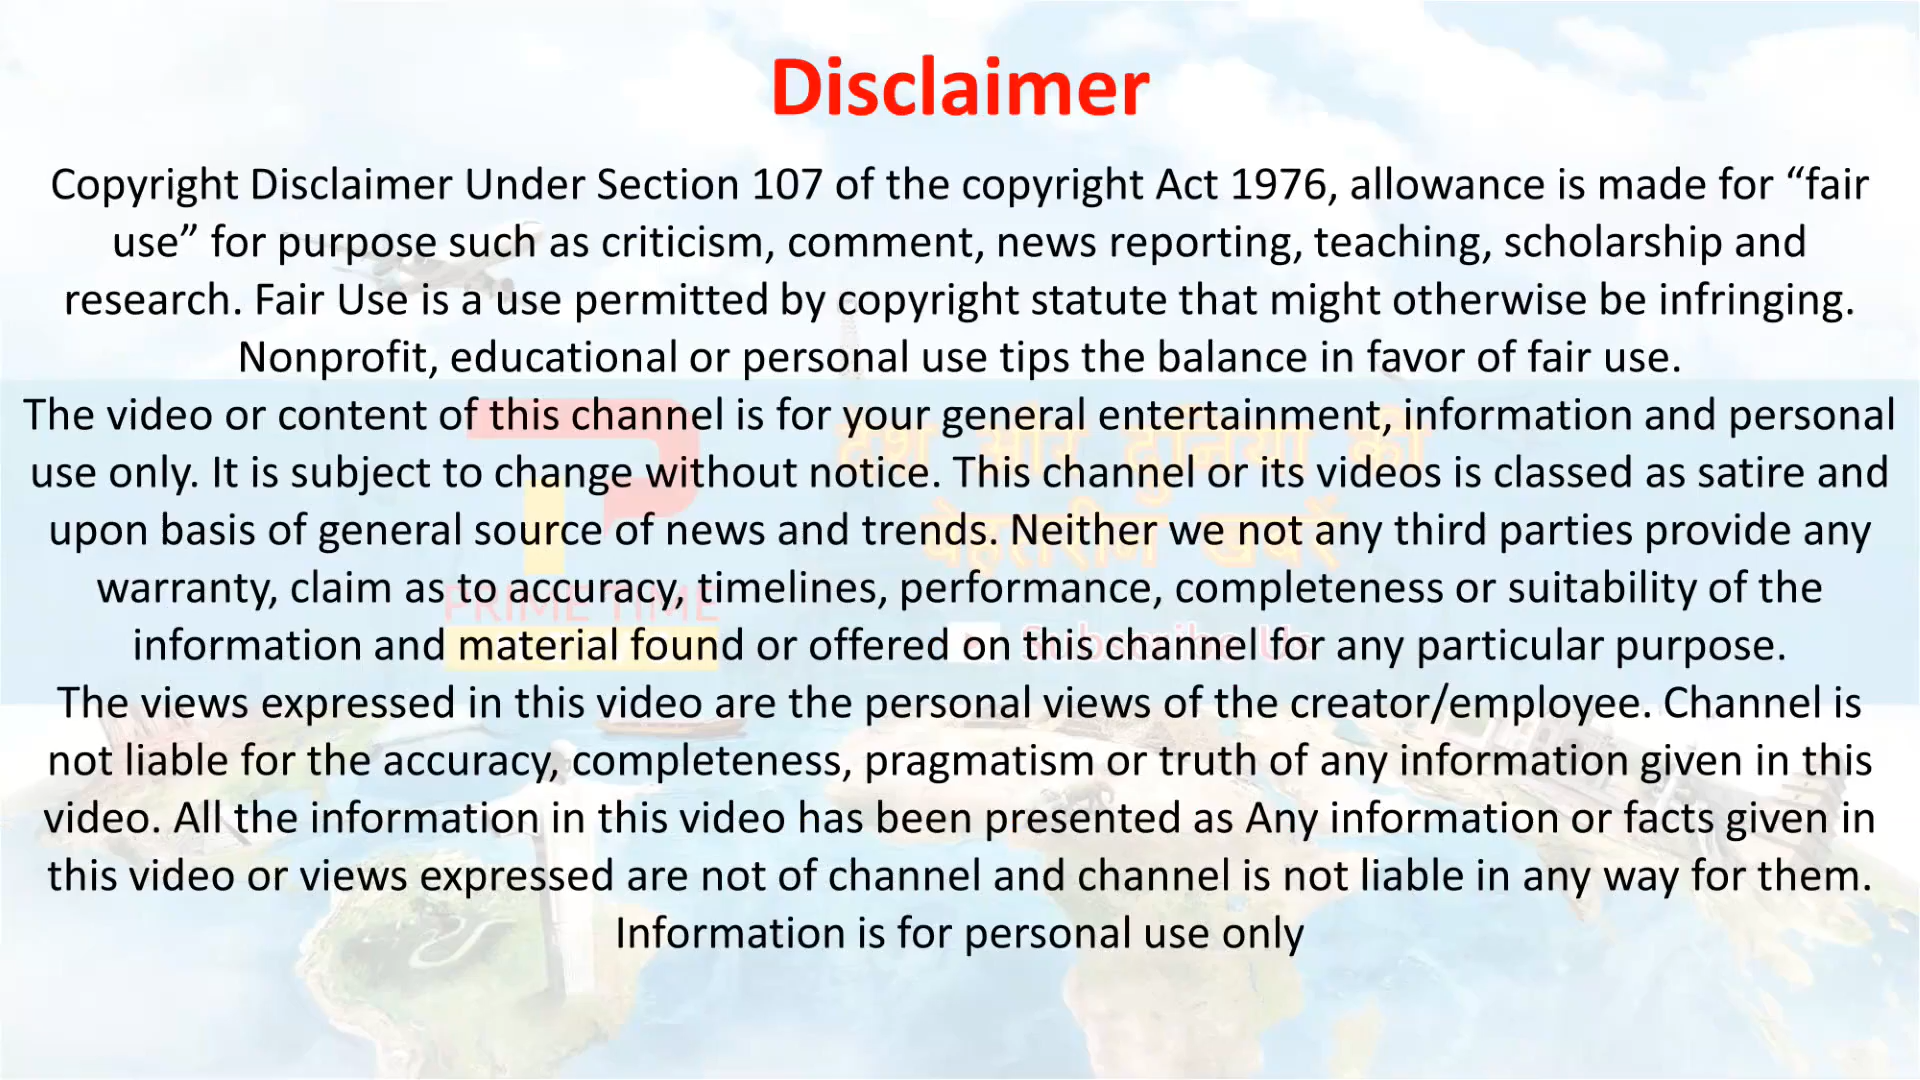 Disclaimer
Copyright Disclaimer Under Section 107 of the copyright Act 1976, allowance is made for “fair
use” for purpose such as criticism, comment, news reporting, teaching, scholarship and
research. Fair Use is a use permitted by copyright statute that might otherwise be infringing.
Nonprofit, educational or personal use tips the balance in favor of fair use.
The video or content of this channel is for your general entertainment, information and personal
use only. It is subject to change without notice. This channel or its videos is classed as satire and
upon basis of general source of news and trends. Neither we not any third parties provide any
warranty, claim as to accuracy, timelines, performance, completeness or suitability of the
information and material found or offered on this channel for any particular purpose.
The views expressed in this video are the personal views of the creator/employee. Channel is
not liable for the accuracy, completeness, pragmatism or truth of any information given in this
video. All the information in this video has been presented as Any information or facts given in
this video or views expressed are not of channel and channel is not liable in any way for them.
Information is for personal use only
देश और दुनिया की
बेहतरीन खबरें
PRIME TIME
Subscribe Us